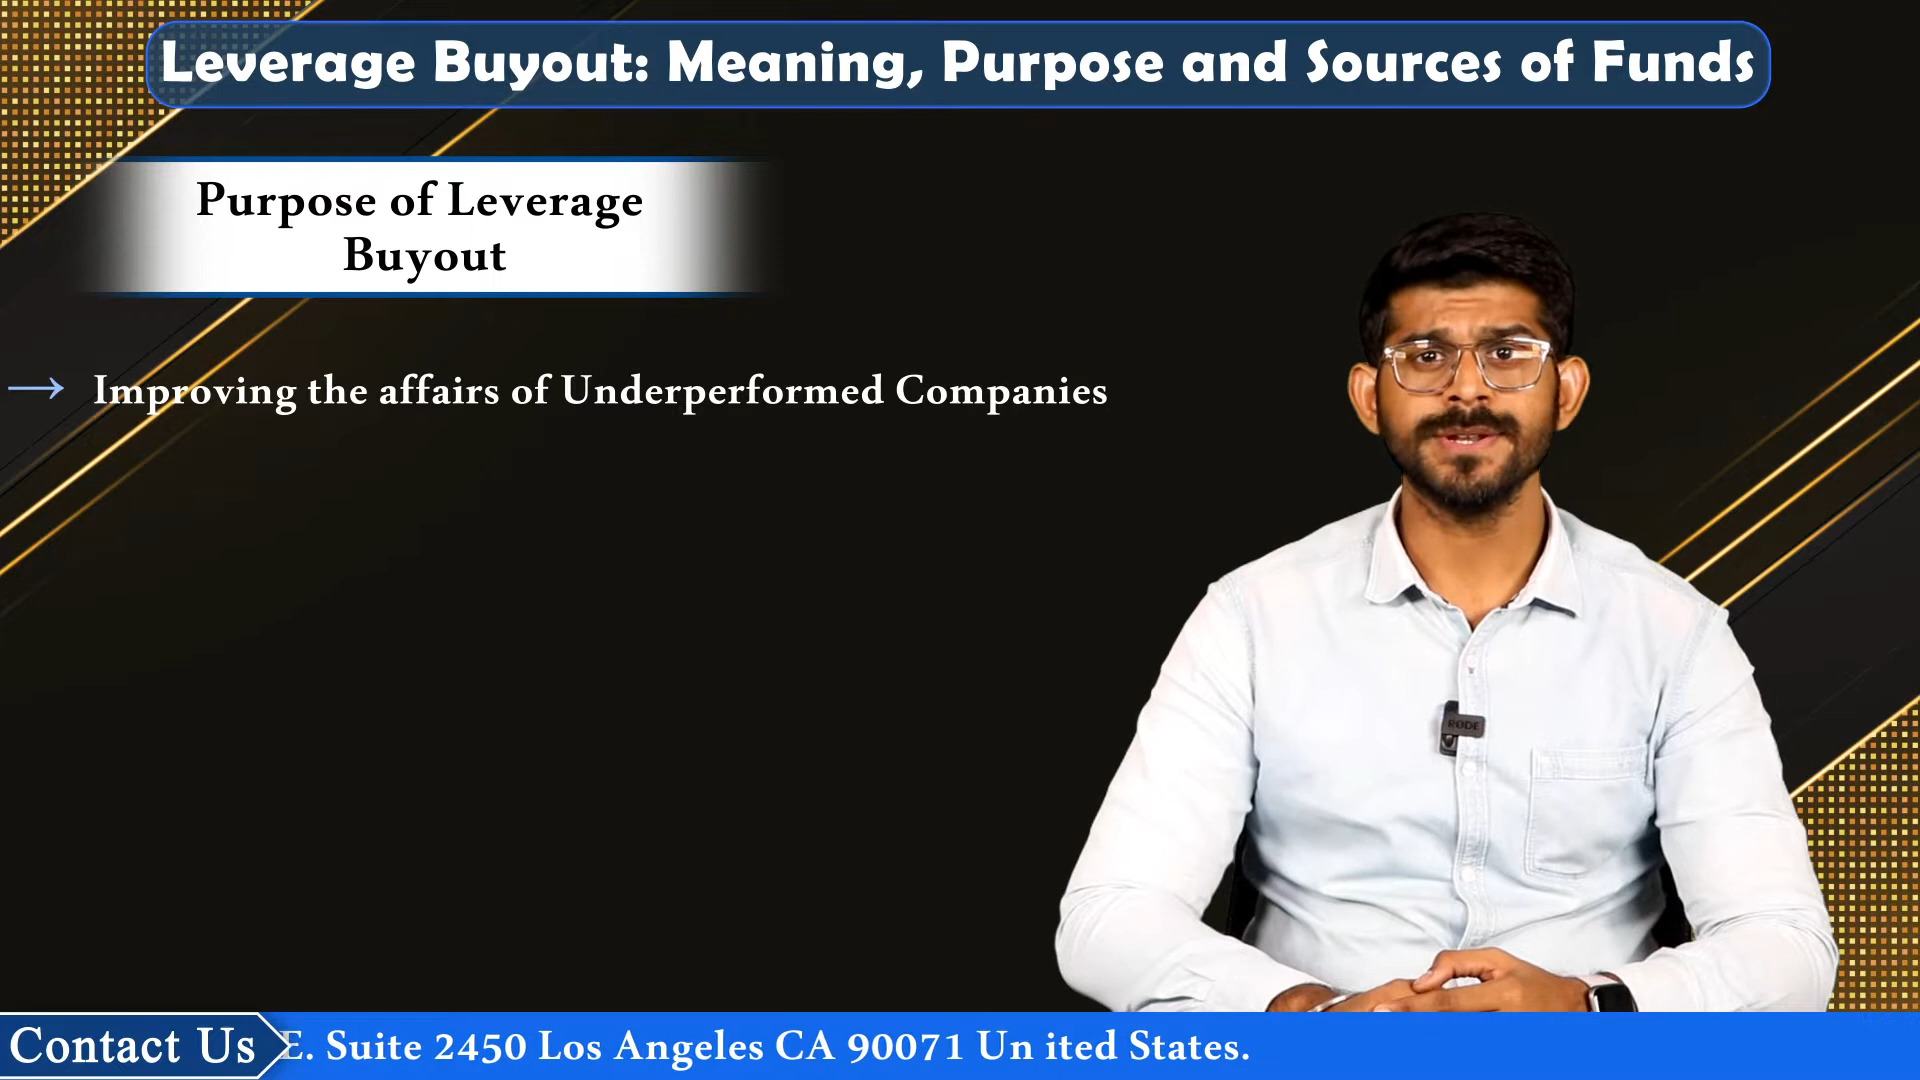 Leverage Buyout: Meaning, Purpose and Sources of Funds
Purpose of Leverage
Buyout
→ Improving the affairs of Underperformed Companies
RODE
Contact Us
E. Suite 2450 Los Angeles CA 90071 Un ited States.